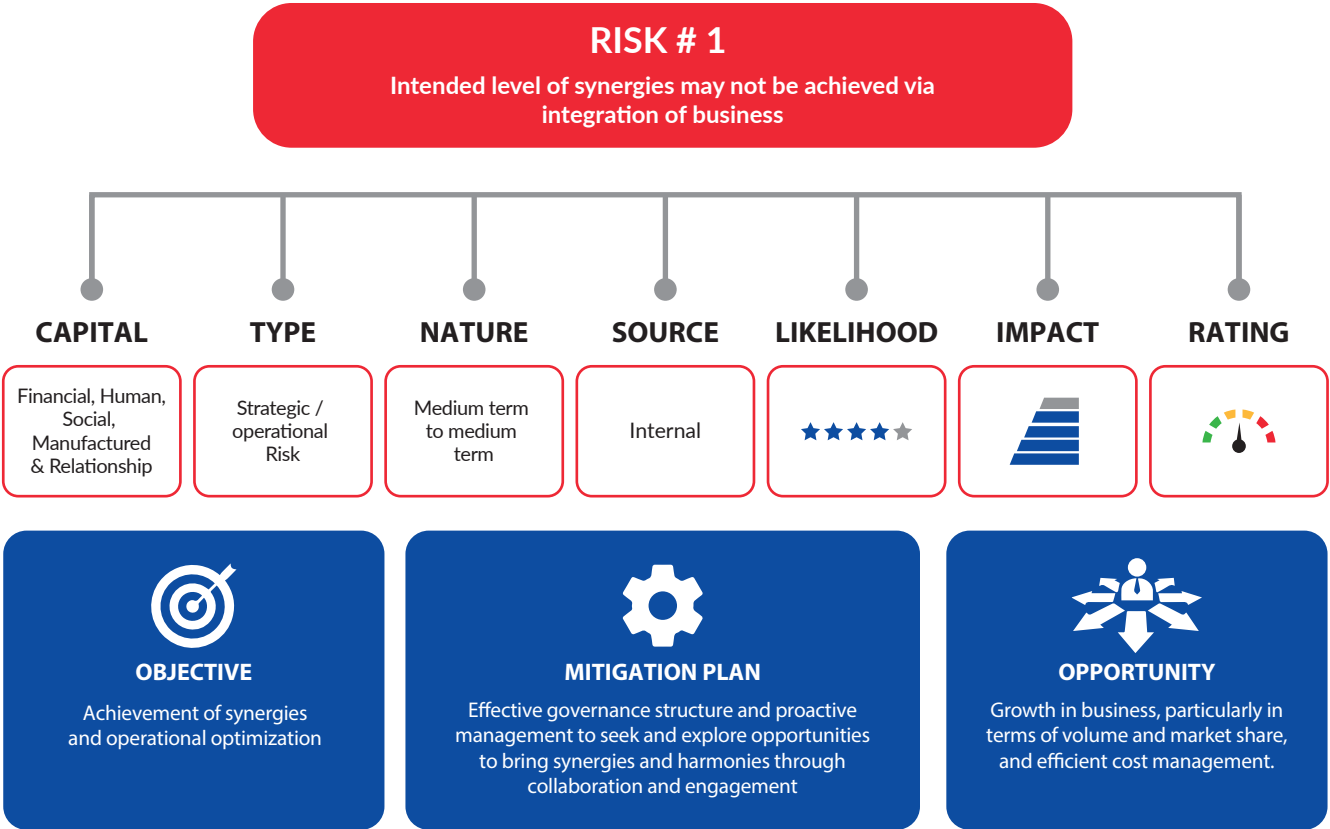 RISK # 1
Intended level of synergies may not be achieved via
integration of business
CAPITAL
TYPE
NATURE
SOURCE
LIKELIHOOD
IMPACT
RATING
Financial, Human,
Social,
Manufactured
& Relationship
Strategic /
operational
Risk
Medium term
to medium
term
Internal
OBJECTIVE
Achievement of synergies
and operational optimization
MITIGATION PLAN
Effective governance structure and proactive
management to seek and explore opportunities
to bring synergies and harmonies through
collaboration and engagement
OPPORTUNITY
Growth in business, particularly in
terms of volume and market share,
and efficient cost management.